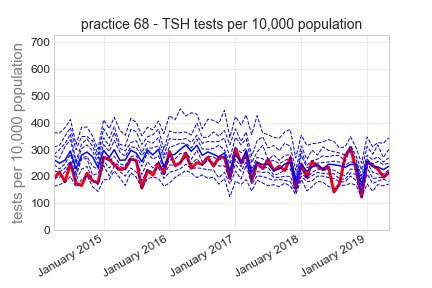 practice 68 - TSH tests per 10,000 population
tests per 10,000 population
700
600
500
400
300
200
100
0
January 2015
January 2016
January 2017
January 2018
January 2019